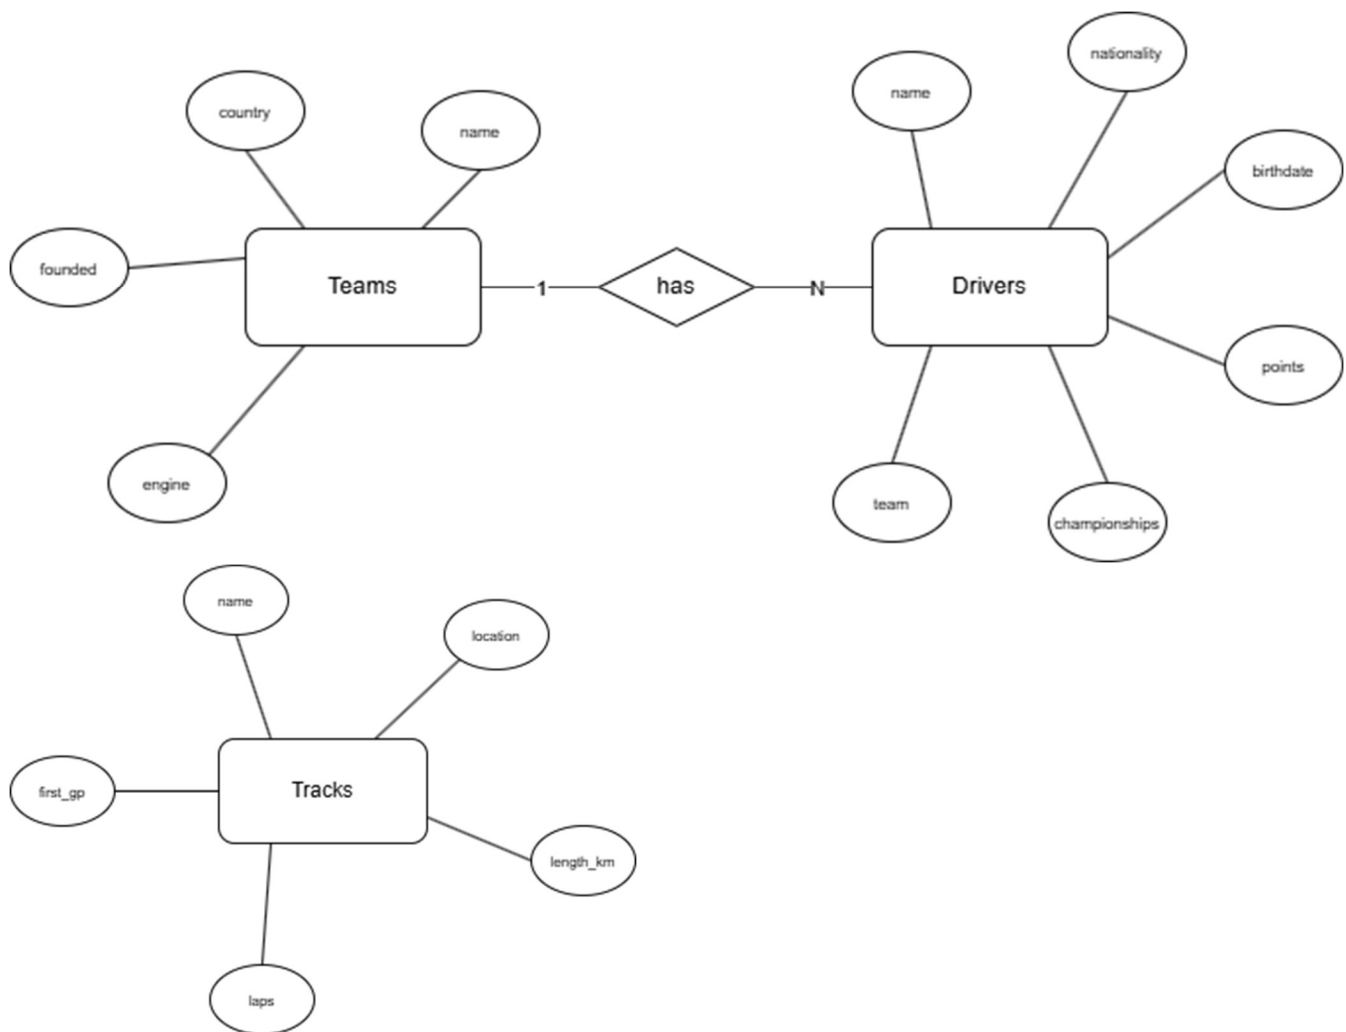 nationality
name
country
name
birthdate
founded
Teams
1
has
N
Drivers
points
engine
team
championships
name
location
first_gp
Tracks
length_km
laps